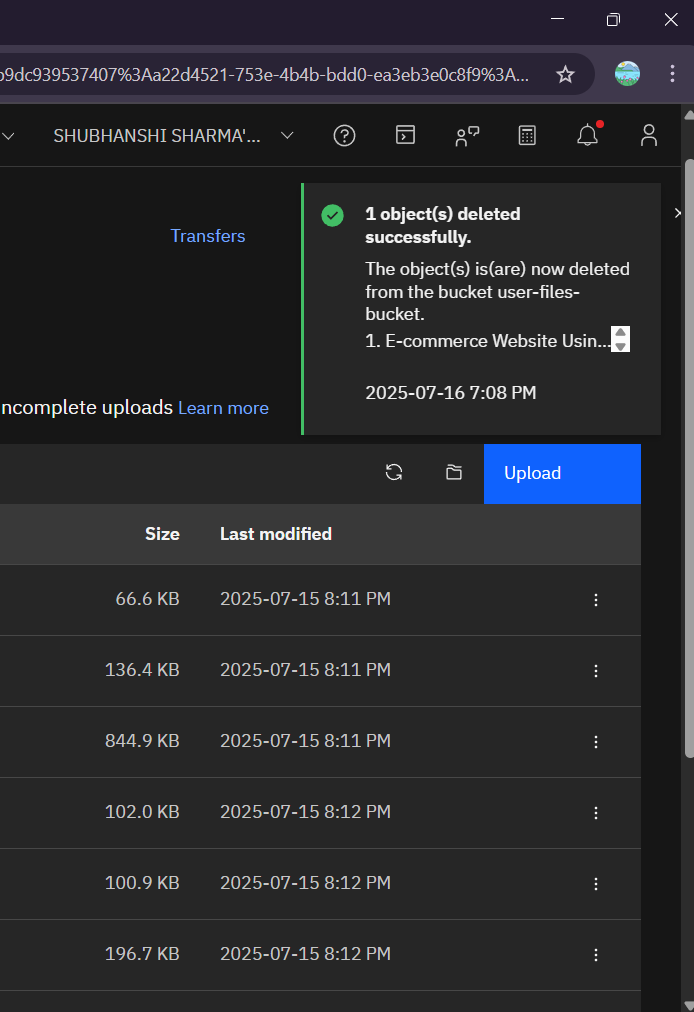 b9dc939537407%3Aa22d4521-753e-4b4b-bdd0-ea3eb3e0c8f9%3A...
SHUBHANSHI SHARMA'...
Transfers
1 object(s) deleted
successfully.
The object(s) is(are) now deleted
from the bucket user-files-
bucket.
1. E-commerce Website Usin...
2025-07-16 7:08 PM
ncomplete uploads Learn more
Upload
Size Last modified
66.6 KB 2025-07-15 8:11 PM
136.4 KB 2025-07-15 8:11 PM
844.9 KB 2025-07-15 8:11 PM
102.0 KB 2025-07-15 8:12 PM
100.9 KB 2025-07-15 8:12 PM
196.7 KB 2025-07-15 8:12 PM